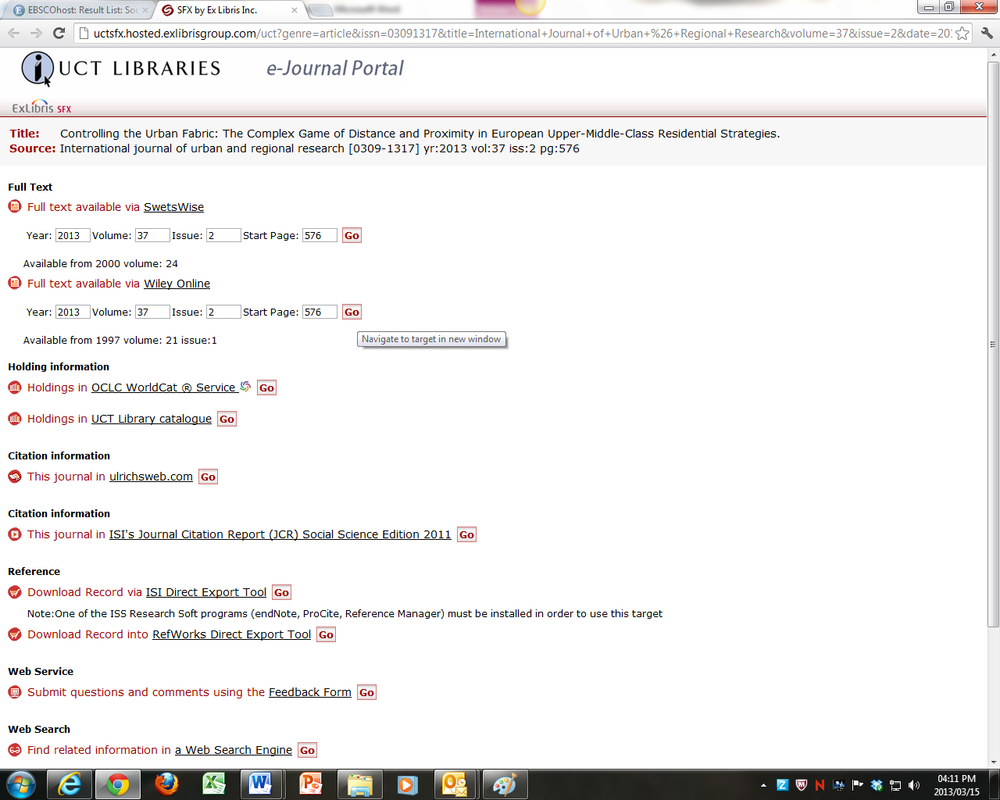 EBSCOhost: Result List: Soc
SFX by Ex Libris Inc.
Microsoft Word
uctsfx.hosted.exlibrisgroup.com/uct?genre=article&issn=03091317&title=International+Journal+of+Urban+%26+Regional+Research&volume=37&issue=2&date=20
UCT LIBRARIES e-Journal Portal
ExLibris SFX
Title: Controlling the Urban Fabric: The Complex Game of Distance and Proximity in European Upper-Middle-Class Residential Strategies.
Source: International journal of urban and regional research [0309-1317] yr:2013 vol:37 iss:2 pg:576
Full Text
Full text available via SwetsWise
Year: 2013 Volume: 37 Issue: 2 Start Page: 576 Go
Available from 2000 volume: 24
Full text available via Wiley Online
Year: 2013 Volume: 37 Issue: 2 Start Page: 576 Go
Available from 1997 volume: 21 issue:1
Navigate to target in new window
Holding information
Holdings in OCLC WorldCat ® Service Go
Holdings in UCT Library catalogue Go
Citation information
This journal in ulrichsweb.com Go
Citation information
This journal in ISI's Journal Citation Report (JCR) Social Science Edition 2011 Go
Reference
Download Record via ISI Direct Export Tool Go
Note:One of the ISS Research Soft programs (endNote, ProCite, Reference Manager) must be installed in order to use this target
Download Record into RefWorks Direct Export Tool Go
Web Service
Submit questions and comments using the Feedback Form Go
Web Search
Find related information in a Web Search Engine Go
04:11 PM
2013/03/15